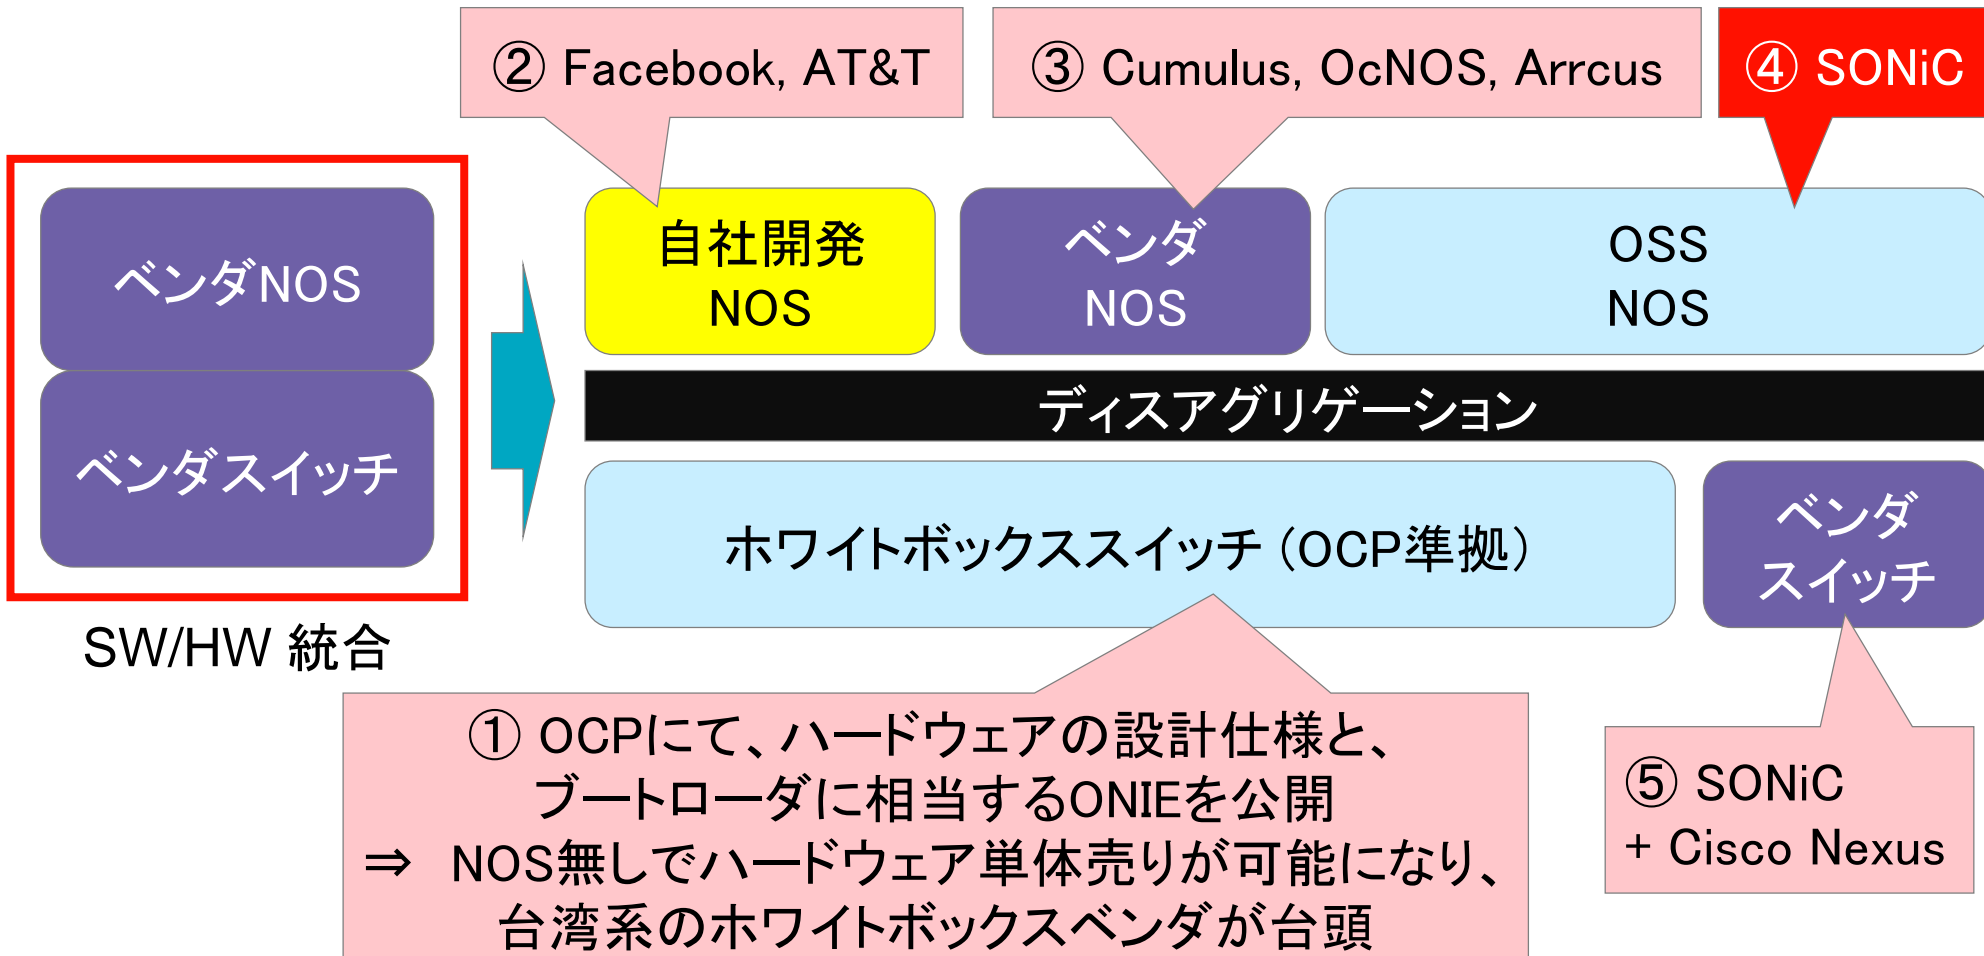 ② Facebook, AT&T
③ Cumulus, OcNOS, Arrcus
④ SONiC
ベンダNOS
ベンダスイッチ
SW/HW 統合
自社開発
NOS
ベンダ
NOS
OSS
NOS
ディスアグリゲーション
ホワイトボックススイッチ（OCP準拠）
ベンダ
スイッチ
① OCPにて、ハードウェアの設計仕様と、
ブートローダに相当するONIEを公開
⇒ NOS無しでハードウェア単体売りが可能になり、
台湾系のホワイトボックスベンダが台頭
⑤ SONiC
+ Cisco Nexus